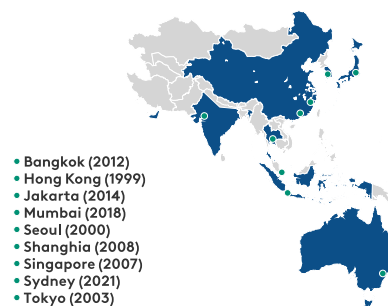 Bangkok (2012)
Hong Kong (1999)
Jakarta (2014)
Mumbai (2018)
Seoul (2000)
Shanghia (2008)
Singapore (2007)
Sydney (2021)
Tokyo (2003)